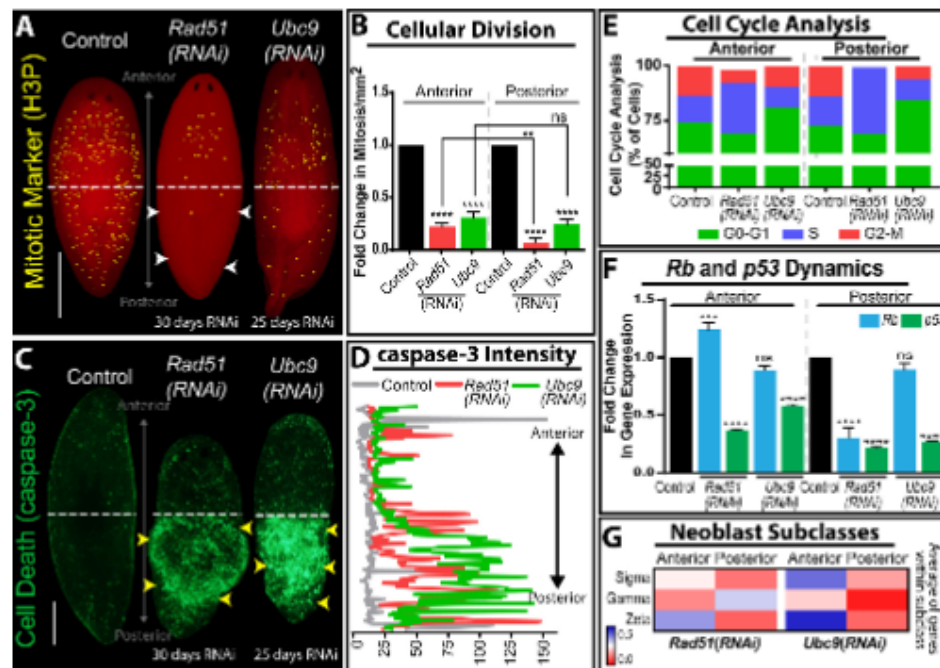 A
Control
Rad51
(RNAi)
Ubc9
(RNAi)
Mitotic Marker (H3P)
Anterior
Posterior
30 days RNAi
25 days RNAi
B
Cellular Division
Fold Change in Mitosis/mm2
Anterior
Posterior
ns
**
1.5
1.0
0.5
0.0
****
****
****
****
Control
Rad51
Ubc9
(RNAi)
Control
Rad51
Ubc9
(RNAi)
C
Control
Rad51
(RNAi)
Ubc9
(RNAi)
Cell Death (caspase-3)
Anterior
Posterior
30 days RNAi
25 days RNAi
D
caspase-3 Intensity
Control
Rad51
(RNAi)
Ubc9
(RNAi)
Anterior
Posterior
0
25
50
75
100
125
150
E
Cell Cycle Analysis
Anterior
Posterior
Cell Cycle Analysis
(% of Cells)
100
75
50
25
0
Control
Rad51
(RNAi)
Ubc9
(RNAi)
Control
Rad51
(RNAi)
Ubc9
(RNAi)
G0-G1
S
G2-M
F
Rb and p53 Dynamics
Anterior
Posterior
Rb
p53
Fold Change
In Gene Expression
1.5
1.0
0.5
0.0
***
****
ns
****
****
****
ns
****
Control
Rad51
(RNAi)
Ubc9
(RNAi)
Control
Rad51
(RNAi)
Ubc9
(RNAi)
G
Neoblast Subclasses
Anterior
Posterior
Anterior
Posterior
Sigma
Gamma
Zeta
0.5
0.0
Rad51(RNAi)
Ubc9(RNAi)
Average of genes
within subclass